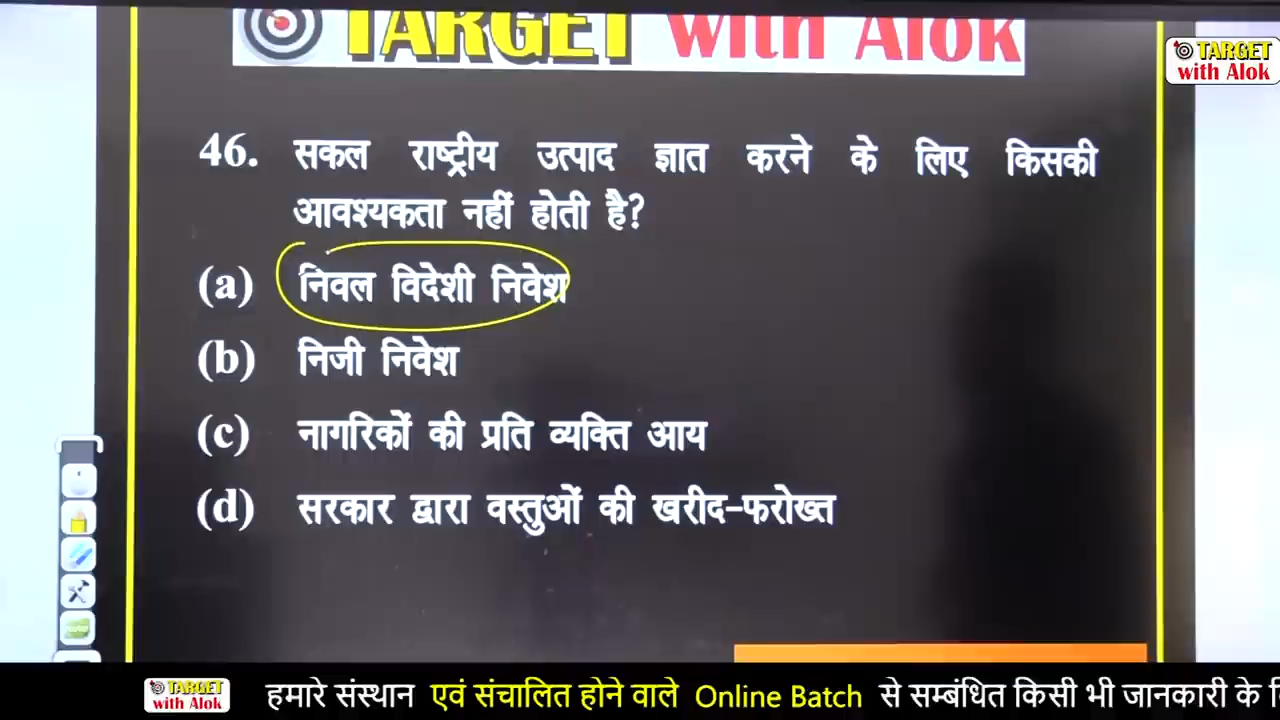 TARGET with Alok
TARGET
with Alok
46. सकल राष्ट्रीय उत्पाद ज्ञात करने के लिए किसकी
आवश्यकता नहीं होती है?
(a) निवल विदेशी निवेश
(b) निजी निवेश
(c) नागरिकों की प्रति व्यक्ति आय
(d) सरकार द्वारा वस्तुओं की खरीद-फरोख्त
TARGET
with Alok
हमारे संस्थान एवं संचालित होने वाले Online Batch से सम्बंधित किसी भी जानकारी के